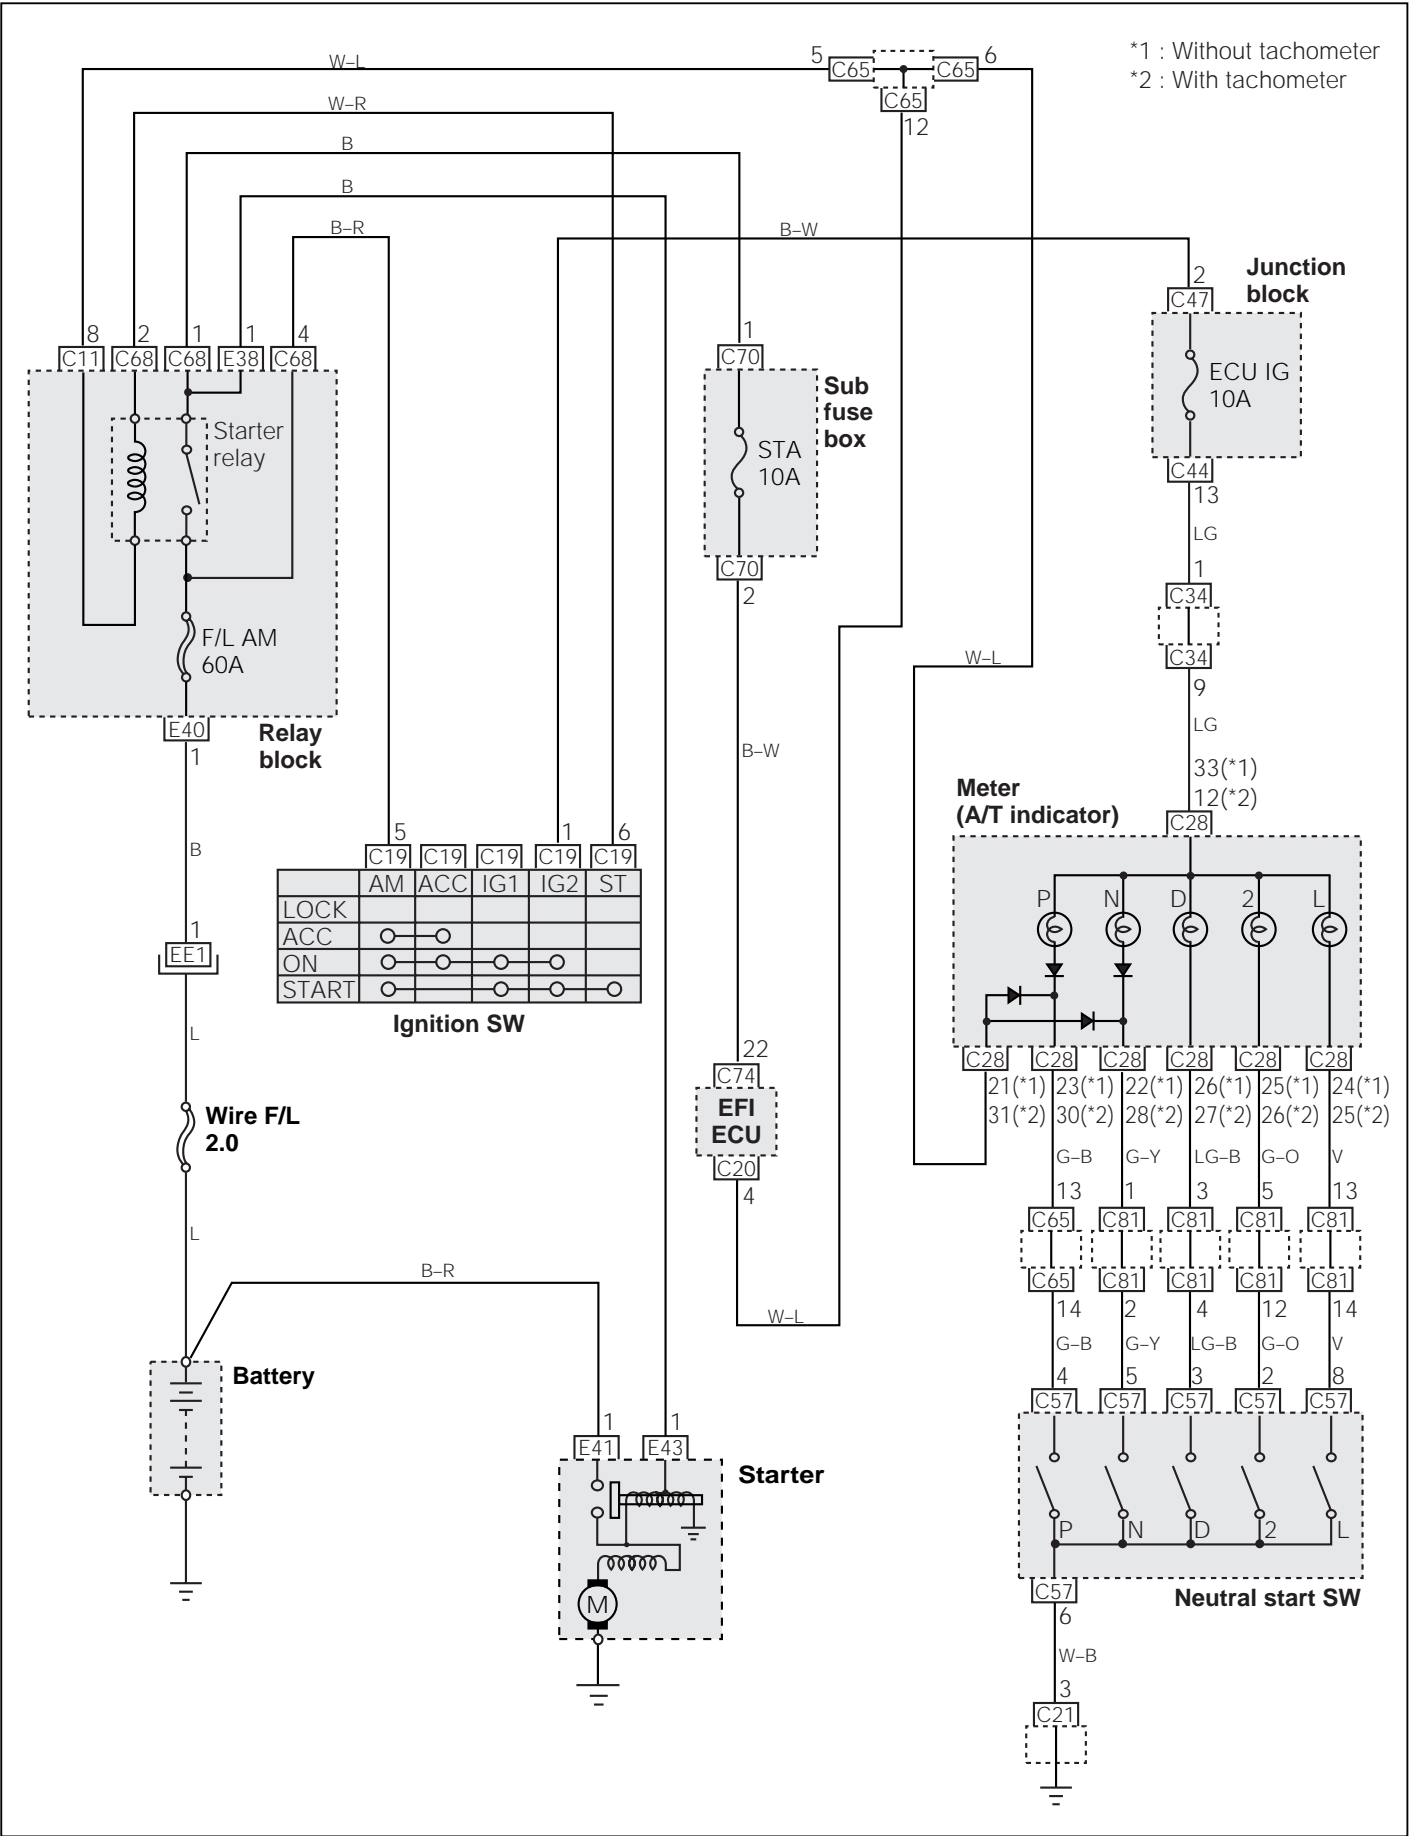 *1 : Without tachometer
*2 : With tachometer
5 C65 C65 6
C65
12
W–L
W–R
B
B
B–R
B–W
8 2 1 1 4
C11 C68 C68 E38 C68
Starter
relay
F/L AM
60A
E40
1
Relay
block
1
C70
Sub
fuse
box
STA
10A
C70
2
2
C47
Junction
block
ECU IG
10A
C44
13
LG
1
C34
C34
9
LG
33(*1)
12(*2)
C28
W–L
B–W
B
1
EE1
L
Wire F/L
2.0
L
5 1 6
C19 C19 C19 C19 C19
AM ACC IG1 IG2 ST
LOCK
ACC
ON
START
Ignition SW
Meter
(A/T indicator)
P N D 2 L
C28 C28 C28 C28 C28 C28
21(*1) 23(*1) 22(*1) 26(*1) 25(*1) 24(*1)
31(*2) 30(*2) 28(*2) 27(*2) 26(*2) 25(*2)
22
C74
EFI
ECU
C20
4
W–L
G–B G–Y LG–B G–O V
13 1 3 5 13
C65 C81 C81 C81 C81
C65 C81 C81 C81 C81
14 2 4 12 14
G–B G–Y LG–B G–O V
4 5 3 2 8
C57 C57 C57 C57 C57
P N D 2 L
C57
6
Neutral start SW
W–B
3
C21
B–R
Battery
1 1
E41 E43
Starter
M